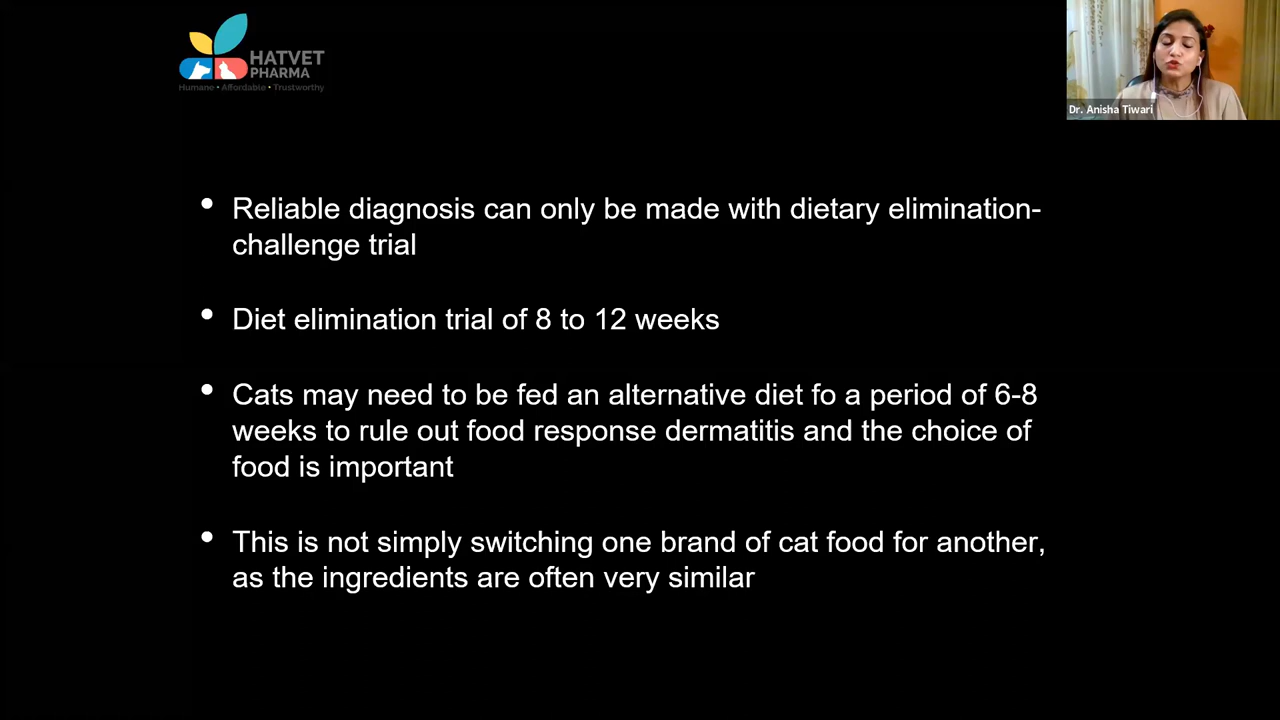 HATVET
PHARMA
Humane • Affordable • Trustworthy
Dr. Anisha Tiwari
• Reliable diagnosis can only be made with dietary elimination-
challenge trial
• Diet elimination trial of 8 to 12 weeks
• Cats may need to be fed an alternative diet fo a period of 6-8
weeks to rule out food response dermatitis and the choice of
food is important
• This is not simply switching one brand of cat food for another,
as the ingredients are often very similar